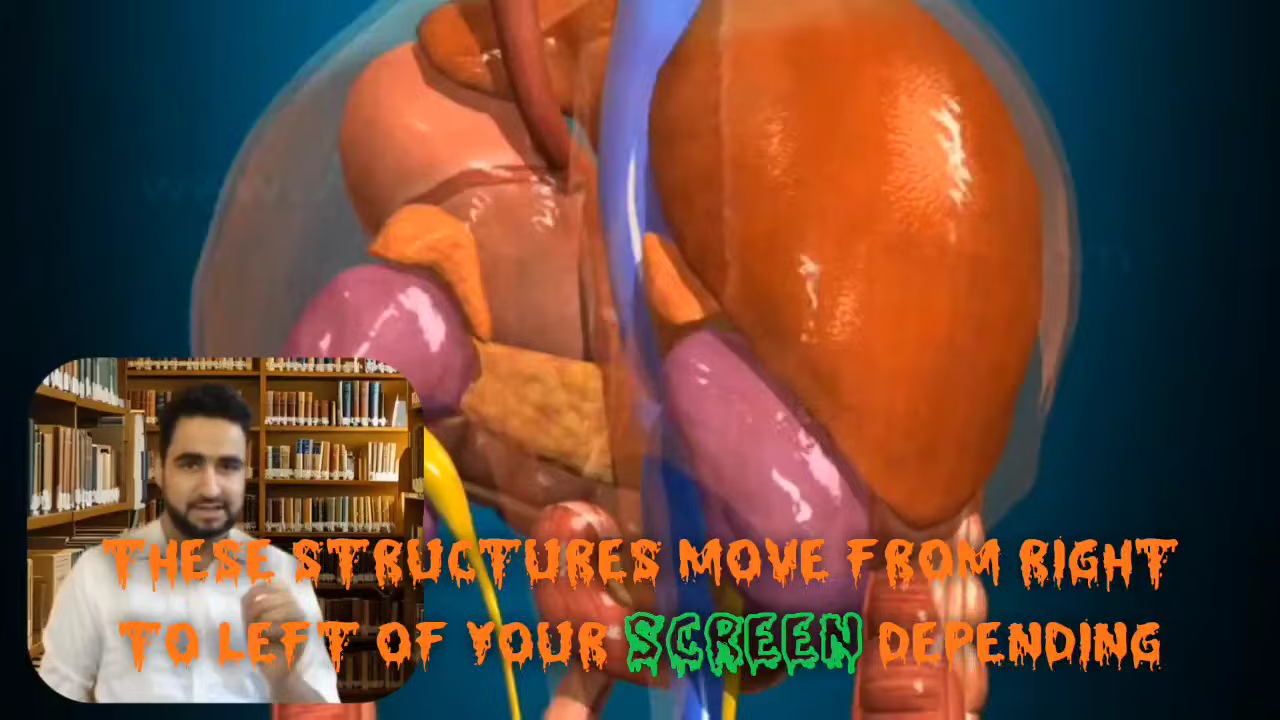 THESE STRUCTURES MOVE FROM RIGHT
TO LEFT OF YOUR SCREEN DEPENDING